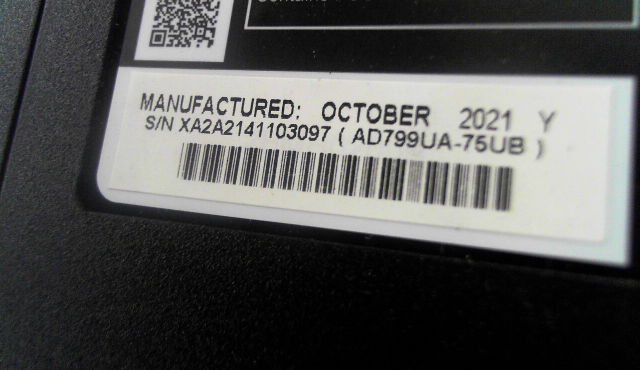 MANUFACTURED: OCTOBER 2021 Y
S/N XA2A2141103097 ( AD799UA-75UB )